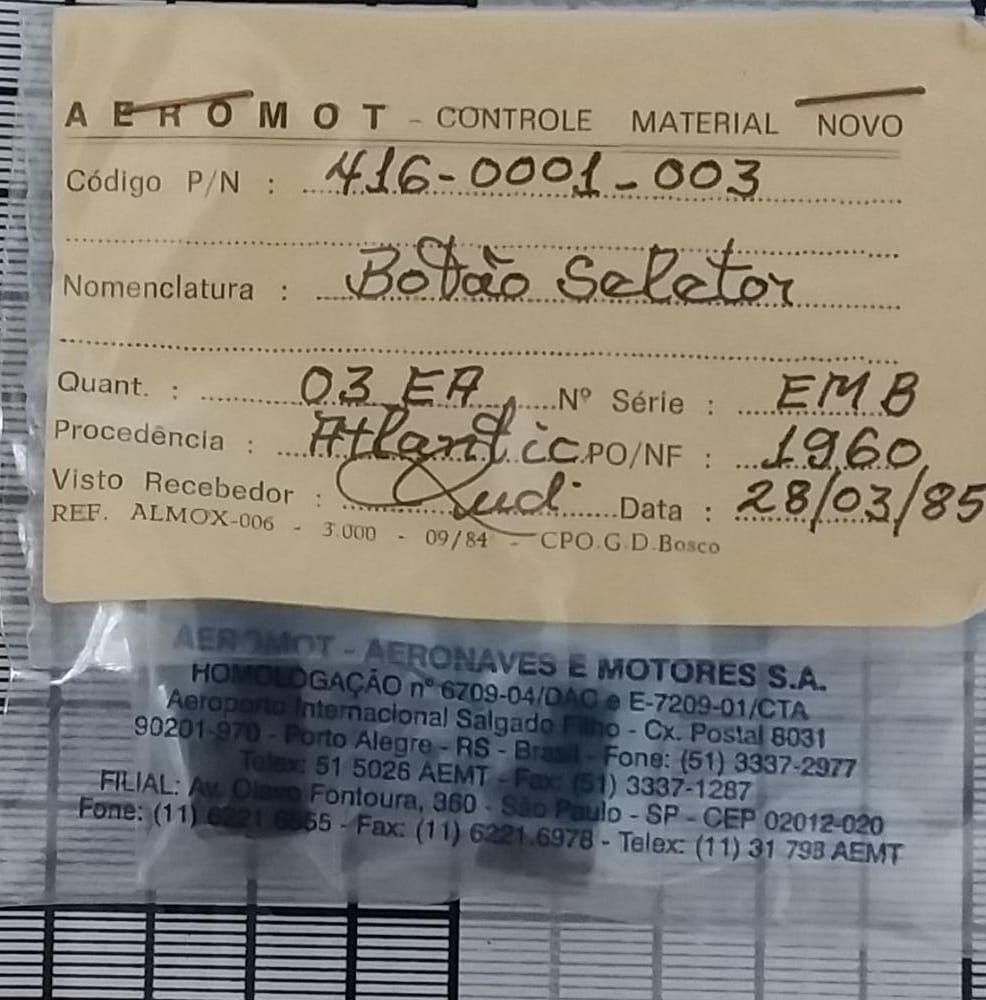 AEROMOT - CONTROLE MATERIAL NOVO
Código P/N : 416-0001-003
Nomenclatura : Botão Seletor
Quant. : 03 EA Nº Série : EMB
Procedência : Atlantic PO/NF : 1960
Visto Recebedor : Data : 28/03/85
REF. ALMOX-006 - 3.000 - 09/84 - CPO.G.D.Bosco
AEROMOT - AERONAVES E MOTORES S.A.
HOMOLOGAÇÃO nº 6709-04/DAC e E-7209-01/CTA
Aeroporto Internacional Salgado Filho - Cx. Postal 8031
90201-970 - Porto Alegre - RS - Brasil - Fone: (51) 3337-2977
Telex: 51 5026 AEMT - Fax: (51) 3337-1287
FILIAL: Av. Olavo Fontoura, 360 - São Paulo - SP - CEP 02012-020
Fone: (11) - Fax: (11) 6221.6978 - Telex: (11) 31 798 AEMT